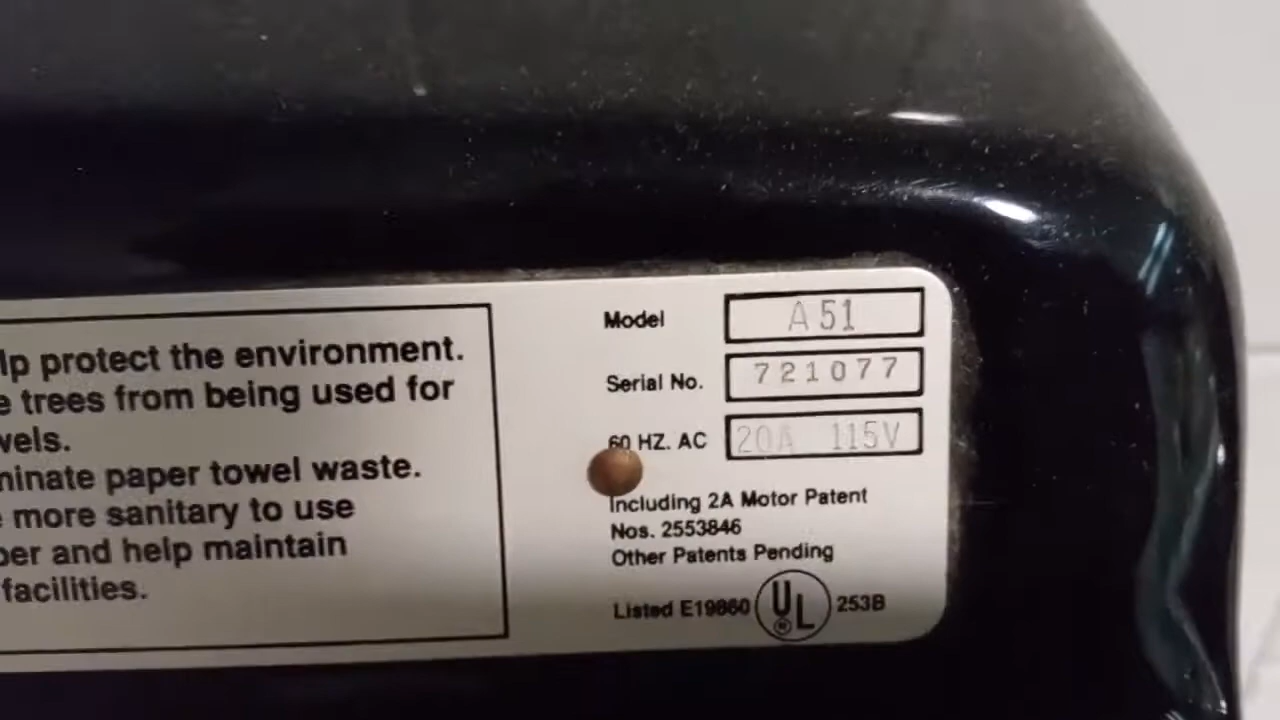 lp protect the environment.
e trees from being used for
wels.
minate paper towel waste.
e more sanitary to use
per and help maintain
facilities.
Model A 51
Serial No. 721077
60 HZ. AC 20A 115V
Including 2A Motor Patent
Nos. 2553846
Other Patents Pending
Listed E19860 UL ® 253B